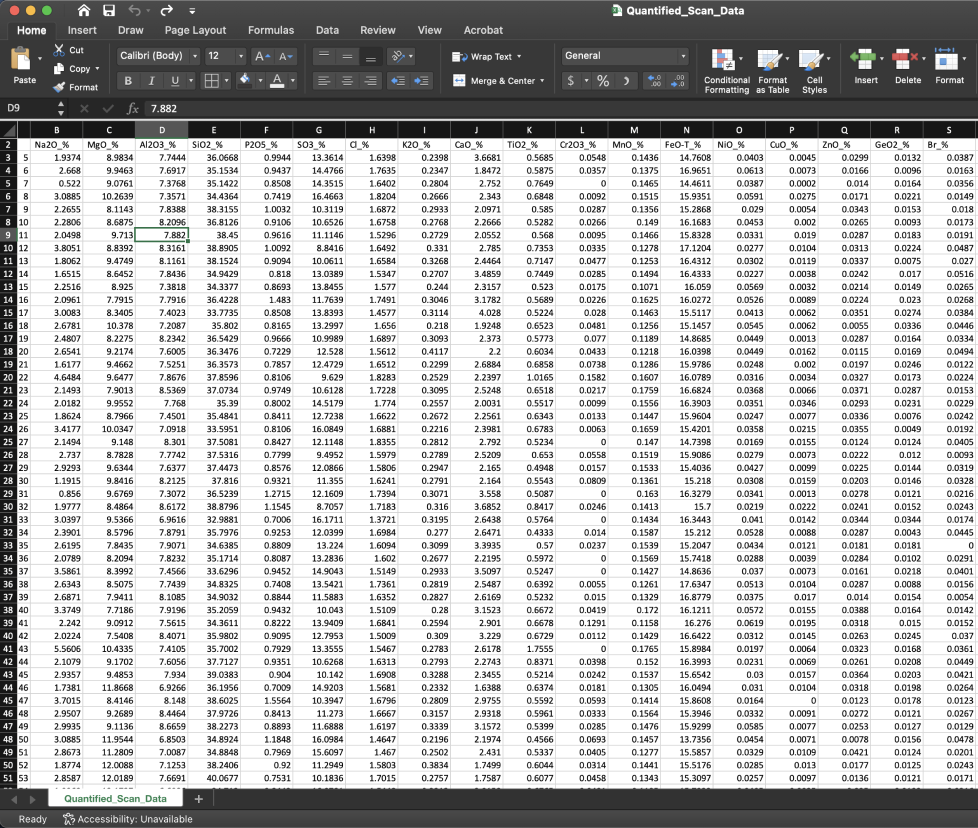 Quantified_Scan_Data
Home Insert Draw Page Layout Formulas Data Review View Acrobat
Paste Cut Copy Format Calibri (Body) 12 Wrap Text General Merge & Center Conditional Formatting Format as Table Cell Styles Insert Delete Format
D9 fx 7.882
B C D E F G H I J K L M N O P Q R S
2 Na2O_% MgO_% Al2O3_% SiO2_% P2O5_% SO3_% Cl_% K2O_% CaO_% TiO2_% Cr2O3_% MnO_% FeO-T_% NiO_% CuO_% ZnO_% GeO2_% Br_%
3 5 1.9374 8.9834 7.7444 36.0668 0.9944 13.3614 1.6398 0.2398 3.6681 0.5685 0.0548 0.1436 14.7608 0.0403 0.0045 0.0299 0.0132 0.0387
4 6 2.668 9.9463 7.6917 35.1534 0.9437 14.4766 1.7635 0.2347 1.8472 0.5875 0.0357 0.1375 16.9651 0.0613 0.0073 0.0166 0.0096 0.0163
5 7 0.522 9.0761 7.3768 35.1422 0.8508 14.3515 1.6402 0.2804 2.752 0.7649 0 0.1465 14.4611 0.0387 0.0002 0.014 0.0164 0.0356
6 8 3.0885 10.2639 7.3571 34.4364 0.7419 16.4663 1.8204 0.2666 2.343 0.6848 0.0092 0.1515 15.9351 0.0591 0.0275 0.0171 0.0221 0.0149
7 9 2.2655 8.1143 7.8388 38.3155 1.0032 10.3119 1.6872 0.2933 2.0971 0.585 0.0287 0.1356 15.2868 0.029 0.0054 0.0343 0.0153 0.018
8 10 2.2806 8.6875 8.2096 36.8126 0.9106 10.6526 1.6758 0.2768 2.2666 0.5282 0.0266 0.149 16.1683 0.0453 0.002 0.0265 0.0093 0.0173
9 11 2.0498 9.713 7.882 38.45 0.9616 11.1146 1.5296 0.2729 2.0552 0.568 0.0095 0.1466 15.8328 0.0331 0.019 0.0287 0.0183 0.0191
10 12 3.8051 8.8392 8.3161 38.8905 1.0092 8.8416 1.6492 0.331 2.785 0.7353 0.0335 0.1278 17.1204 0.0277 0.0104 0.0313 0.0224 0.0487
11 13 1.8062 9.4749 8.1161 38.1524 0.9094 10.0611 1.6584 0.3268 2.4464 0.7147 0.0477 0.1253 16.4312 0.0302 0.0119 0.0337 0.0075 0.027
12 14 1.6515 8.6452 7.8436 34.9429 0.818 13.0389 1.5347 0.2707 3.4859 0.7449 0.0285 0.1494 16.4333 0.0227 0.0038 0.0242 0.017 0.0516
13 15 2.2516 8.925 7.3818 34.3377 0.8693 13.8455 1.577 0.244 2.3157 0.523 0.0175 0.1071 16.059 0.0569 0.0032 0.0214 0.0149 0.0265
14 16 2.0961 7.7915 7.7916 36.4228 1.483 17.7639 1.7491 0.3046 3.1782 0.5689 0.0226 0.1625 16.0272 0.0526 0.0089 0.0224 0.023 0.0268
15 17 3.0083 8.3405 7.4023 33.7735 0.8508 13.8393 1.4577 0.3114 4.028 0.5224 0.028 0.1463 15.5117 0.0413 0.0062 0.0351 0.0274 0.0384
16 18 2.6781 10.378 7.2087 35.802 0.8165 13.2997 1.656 0.218 1.9248 0.6523 0.0481 0.1256 15.1457 0.0545 0.0062 0.0055 0.0336 0.0446
17 19 2.4807 8.2275 8.2342 36.5429 0.9666 10.9989 1.6897 0.3093 2.373 0.5773 0.077 0.1189 14.8685 0.0449 0.0013 0.0287 0.0164 0.0334
18 20 2.6541 9.2174 7.6005 36.3476 0.7229 12.528 1.5612 0.4117 2.2 0.6034 0.0433 0.1218 16.0398 0.0449 0.0162 0.0115 0.0169 0.0494
19 21 1.6177 9.4662 7.5251 36.3573 0.7857 12.4729 1.6512 0.2299 2.6884 0.6858 0.0738 0.1286 15.9786 0.0248 0.002 0.0197 0.0246 0.0122
20 22 4.6484 9.6477 7.8676 37.8596 0.8106 9.629 1.8283 0.2529 2.2397 1.0165 0.1582 0.1607 16.0789 0.0316 0.0034 0.0327 0.0173 0.0228
21 23 2.1493 7.9013 8.5369 37.0734 0.9749 10.6128 1.7228 0.3095 2.5248 0.6518 0.0217 0.1759 16.6824 0.0368 0.0066 0.0371 0.0287 0.0153
22 24 2.0182 9.9552 7.768 35.39 0.8002 14.5179 1.774 0.2557 2.0031 0.5517 0.0099 0.1556 16.3903 0.0351 0.0346 0.0293 0.0231 0.0229
23 25 1.8624 8.7966 7.4501 35.4841 0.8411 12.7238 1.6622 0.2672 2.2561 0.6343 0.0133 0.1447 15.9604 0.0247 0.0077 0.0336 0.0076 0.0242
24 26 3.4177 10.0347 7.0918 33.5951 0.8106 16.0849 1.6881 0.2216 2.3981 0.6783 0.0063 0.1659 15.4201 0.0358 0.0215 0.0355 0.0049 0.0192
25 27 2.1494 9.148 8.301 37.5081 0.8427 12.1148 1.8355 0.2812 2.792 0.5234 0 0.147 14.7398 0.0169 0.0155 0.0124 0.0124 0.0405
26 28 2.737 8.7828 7.7742 37.5316 0.7799 9.4952 1.5979 0.2789 2.5209 0.653 0.0558 0.1519 15.9086 0.0279 0.0073 0.0222 0.012 0.0093
27 29 2.9293 9.6344 7.6377 37.4473 0.8576 12.0866 1.5806 0.2947 2.165 0.4948 0.0157 0.1533 15.4036 0.0427 0.0099 0.0225 0.0144 0.0319
28 30 1.1915 9.8416 8.2125 37.816 0.9321 11.355 1.6241 0.2791 2.164 0.5543 0.0809 0.1361 15.218 0.0308 0.0159 0.0203 0.0146 0.0328
29 31 0.856 9.6769 7.3072 36.5239 1.2715 12.1609 1.7394 0.3071 3.558 0.5087 0 0.163 16.3279 0.0341 0.0013 0.0278 0.0121 0.0216
30 32 1.9777 8.4864 8.6172 38.8796 1.1545 8.7057 1.7183 0.316 3.6852 0.8417 0.0246 0.1413 15.7 0.0219 0.0222 0.0241 0.0152 0.0243
31 33 3.0397 9.5366 6.9616 32.9881 0.7006 16.1711 1.3721 0.3195 2.6438 0.5764 0 0.1434 16.3443 0.041 0.0142 0.0344 0.0344 0.0174
32 34 2.3901 8.5796 7.8791 35.7976 0.9253 12.0399 1.6984 0.277 2.6471 0.4333 0.014 0.1587 15.212 0.0528 0.0088 0.0287 0.0043 0.0445
33 35 2.6195 7.8435 7.9071 34.6385 0.8809 13.224 1.6094 0.3099 3.3935 0.57 0.0237 0.1539 15.2047 0.0434 0.0121 0.0181 0.0181 0
34 36 2.0789 8.2094 7.8232 35.1714 0.8087 13.2836 1.602 0.2677 2.2195 0.5972 0 0.1569 15.7418 0.0288 0.0039 0.0284 0.0102 0.0291
35 37 3.5861 8.3992 7.4566 33.6296 0.9452 14.9043 1.5149 0.2933 3.5097 0.5247 0 0.1427 14.8636 0.037 0.0073 0.0161 0.0218 0.0401
36 38 2.6343 8.5075 7.7439 34.8325 0.7408 13.5421 1.7361 0.2819 2.5487 0.6392 0.0055 0.1261 17.6347 0.0513 0.0104 0.0287 0.0088 0.0156
37 39 2.6871 7.9411 8.1085 34.9032 0.8844 11.5883 1.6352 0.2827 2.6169 0.5232 0.015 0.1329 16.8779 0.0375 0.017 0.014 0.0154 0.0054
38 40 3.3749 7.7186 7.9196 35.2059 0.9432 10.043 1.5109 0.28 3.1523 0.6672 0.0419 0.172 16.1211 0.0572 0.0155 0.0388 0.0164 0.0142
39 41 2.242 9.0912 7.5615 34.3611 0.8222 13.9409 1.6841 0.2594 2.901 0.6678 0.1291 0.1158 16.276 0.0619 0.0195 0.0318 0.015 0.0152
40 42 2.0224 7.5408 8.4071 35.9802 0.9095 12.7953 1.5009 0.309 3.229 0.6729 0.0112 0.1429 16.6422 0.0312 0.0145 0.0263 0.0245 0.037
41 43 5.5606 10.4335 7.4105 35.7002 0.7929 13.3555 1.5467 0.2783 2.6178 1.7555 0 0.1765 15.8984 0.0197 0.0064 0.0323 0.0168 0.0361
42 44 2.1079 9.1702 7.6056 37.7127 0.9351 10.6268 1.6313 0.2793 2.2743 0.8371 0.0398 0.152 16.3993 0.0231 0.0069 0.0261 0.0208 0.0449
43 45 2.9357 9.4853 7.934 39.0383 0.904 10.142 1.6908 0.3288 2.3455 0.5214 0.0242 0.1537 15.6542 0.03 0.0157 0.0364 0.0203 0.0421
44 46 1.7381 11.8668 6.9266 36.1956 0.7009 14.9203 1.5681 0.2332 1.6388 0.6374 0.0181 0.1305 16.0494 0.031 0.0104 0.0318 0.0198 0.0264
45 47 3.7015 8.4146 8.148 38.6025 1.5564 10.3947 1.6796 0.2809 2.9755 0.5592 0.0593 0.1414 15.8608 0.0164 0 0.0123 0.0178 0.0123
46 48 2.9507 9.2689 8.4464 37.9726 0.8413 11.273 1.6667 0.3157 2.9318 0.5961 0.0333 0.1564 15.3946 0.0332 0.0091 0.0272 0.0121 0.0228
47 49 2.9935 9.1136 8.6659 38.2273 0.8893 11.6888 1.6197 0.3339 3.1572 0.5399 0.0285 0.1476 15.9299 0.0585 0.0077 0.0253 0.0127 0.0129
48 50 3.0885 11.9544 6.8503 34.8924 1.1848 16.0984 1.4647 0.2196 2.1974 0.4566 0.0693 0.1457 13.7356 0.0454 0.0071 0.0078 0.0156 0.0478
49 51 2.8673 11.2809 7.0087 34.8848 0.7969 15.6097 1.467 0.2502 2.431 0.5337 0.0405 0.1277 15.5857 0.0329 0.0109 0.0421 0.0124 0.0201
50 52 1.8774 12.0088 7.1253 38.2406 0.92 11.2949 1.5803 0.3834 1.7499 0.6044 0.0314 0.1441 15.5176 0.0285 0.013 0.0177 0.0125 0.0243
51 53 2.8587 12.0189 7.6691 40.0677 0.7531 10.1836 1.7015 0.2757 1.7587 0.6077 0.0458 0.1343 15.3097 0.0257 0.0097 0.0136 0.0121 0.0171
Quantified_Scan_Data +
Ready Accessibility: Unavailable